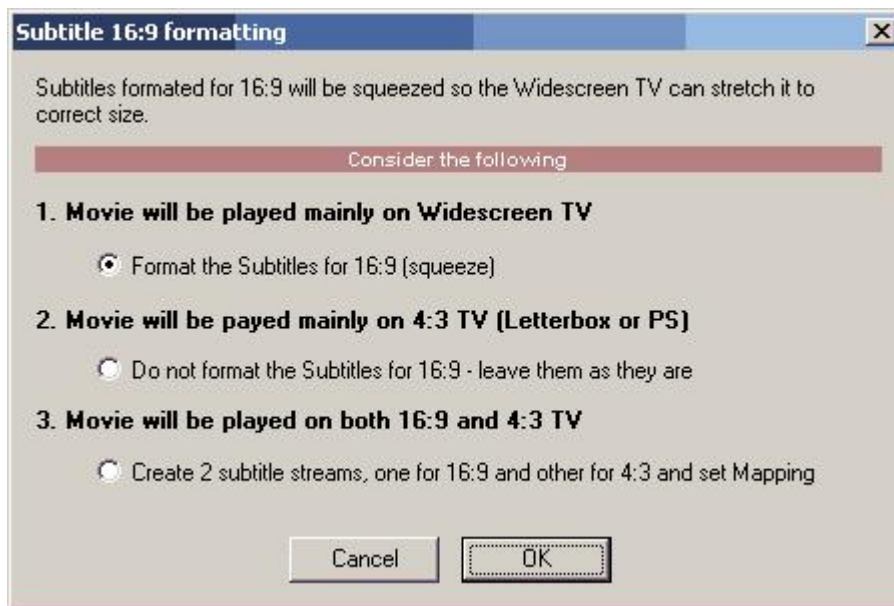 Subtitle 16:9 formatting
Subtitles formated for 16:9 will be squeezed so the Widescreen TV can stretch it to
correct size.
Consider the following
1. Movie will be played mainly on Widescreen TV
Format the Subtitles for 16:9 (squeeze)
2. Movie will be payed mainly on 4:3 TV (Letterbox or PS)
Do not format the Subtitles for 16:9 - leave them as they are
3. Movie will be played on both 16:9 and 4:3 TV
Create 2 subtitle streams, one for 16:9 and other for 4:3 and set Mapping
Cancel
OK